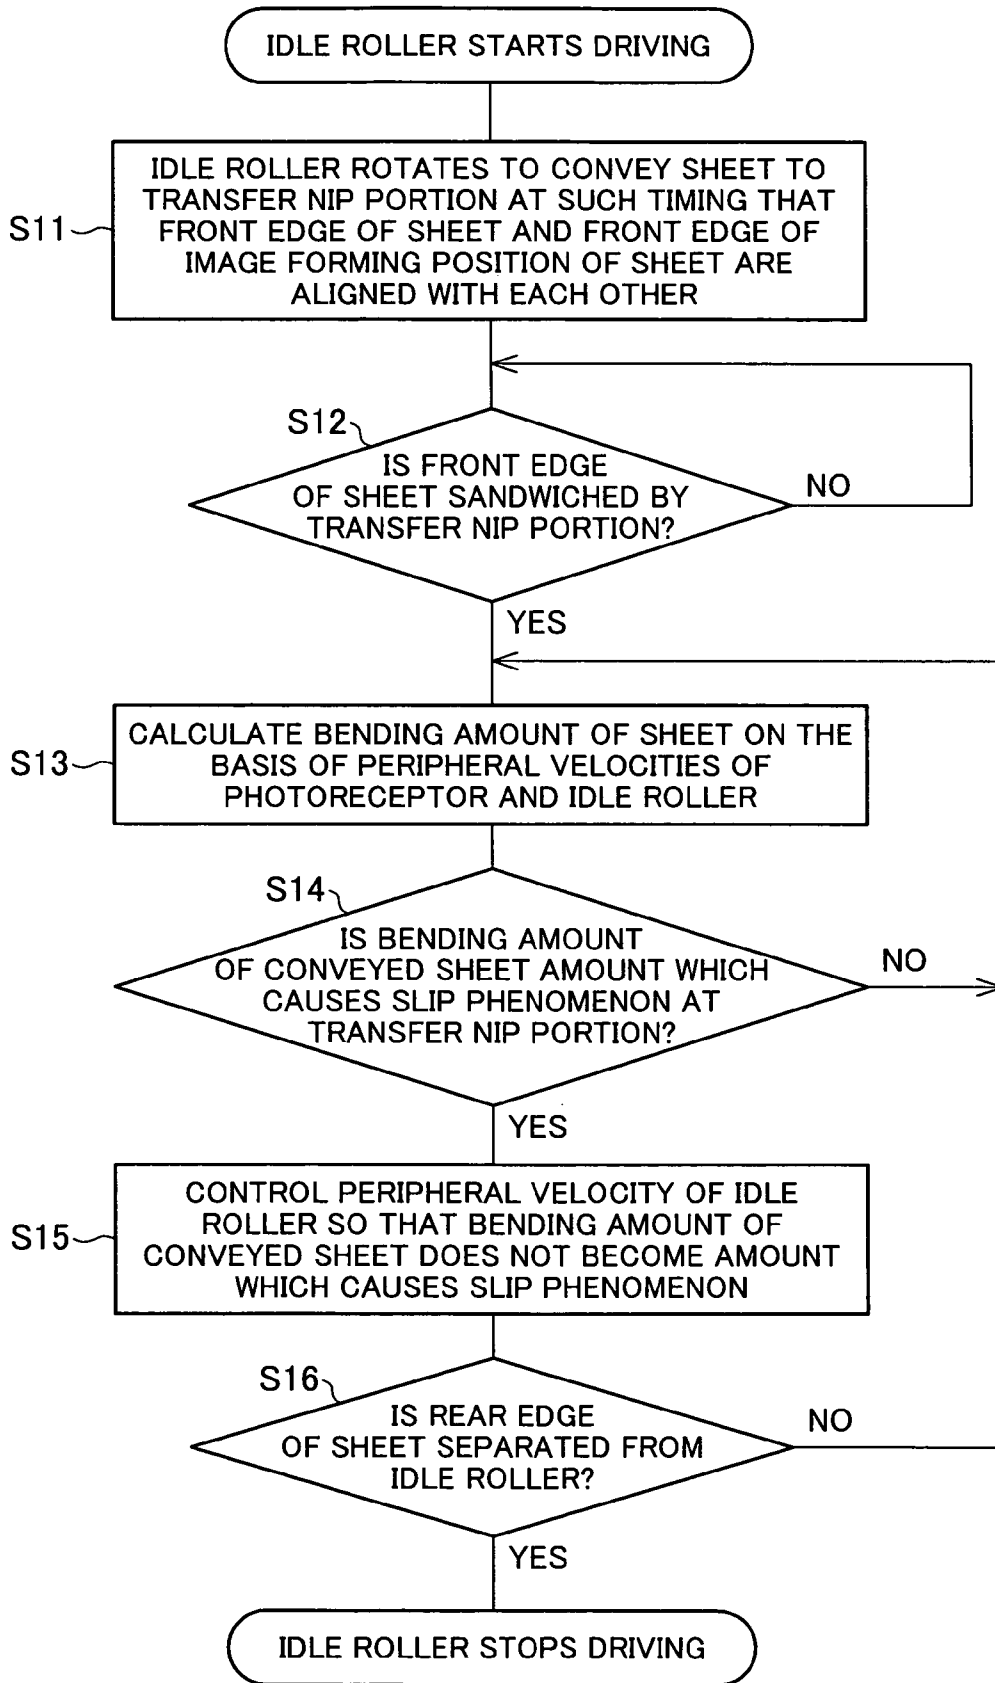 IDLE ROLLER STARTS DRIVING
S11
IDLE ROLLER ROTATES TO CONVEY SHEET TO
TRANSFER NIP PORTION AT SUCH TIMING THAT
FRONT EDGE OF SHEET AND FRONT EDGE OF
IMAGE FORMING POSITION OF SHEET ARE
ALIGNED WITH EACH OTHER
S12
IS FRONT EDGE
OF SHEET SANDWICHED BY
TRANSFER NIP PORTION?
NO
YES
S13
CALCULATE BENDING AMOUNT OF SHEET ON THE
BASIS OF PERIPHERAL VELOCITIES OF
PHOTORECEPTOR AND IDLE ROLLER
S14
IS BENDING AMOUNT
OF CONVEYED SHEET AMOUNT WHICH
CAUSES SLIP PHENOMENON AT
TRANSFER NIP PORTION?
NO
YES
S15
CONTROL PERIPHERAL VELOCITY OF IDLE
ROLLER SO THAT BENDING AMOUNT OF
CONVEYED SHEET DOES NOT BECOME AMOUNT
WHICH CAUSES SLIP PHENOMENON
S16
IS REAR EDGE
OF SHEET SEPARATED FROM
IDLE ROLLER?
NO
YES
IDLE ROLLER STOPS DRIVING